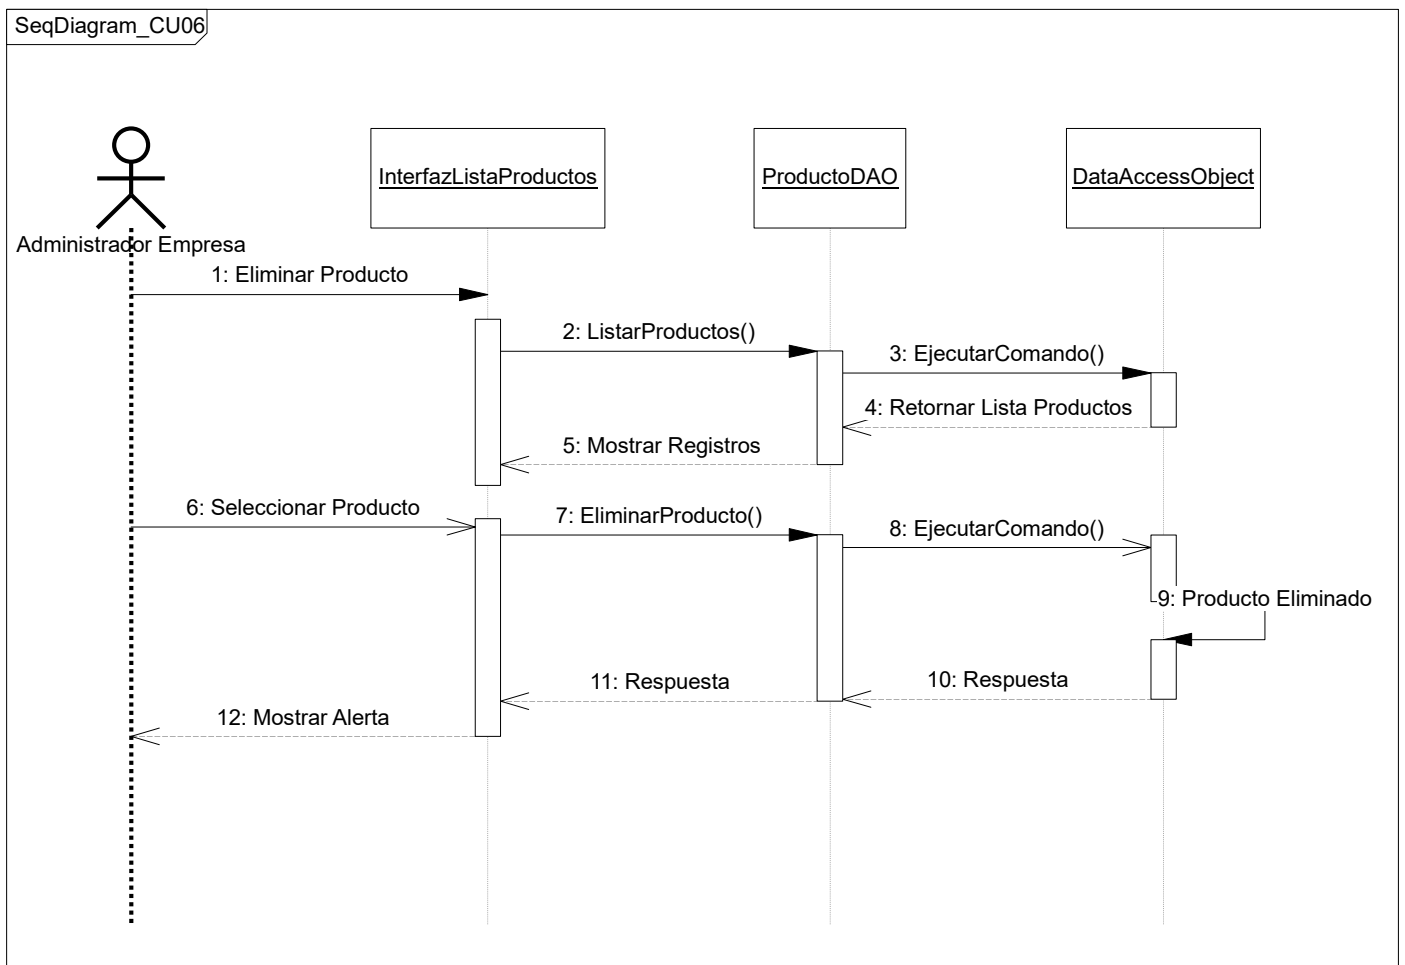 SeqDiagram_CU06
InterfazListaProductos
ProductoDAO
DataAccessObject
Administrador Empresa
1: Eliminar Producto
2: ListarProductos()
3: EjecutarComando()
4: Retornar Lista Productos
5: Mostrar Registros
6: Seleccionar Producto
7: EliminarProducto()
8: EjecutarComando()
9: Producto Eliminado
10: Respuesta
11: Respuesta
12: Mostrar Alerta